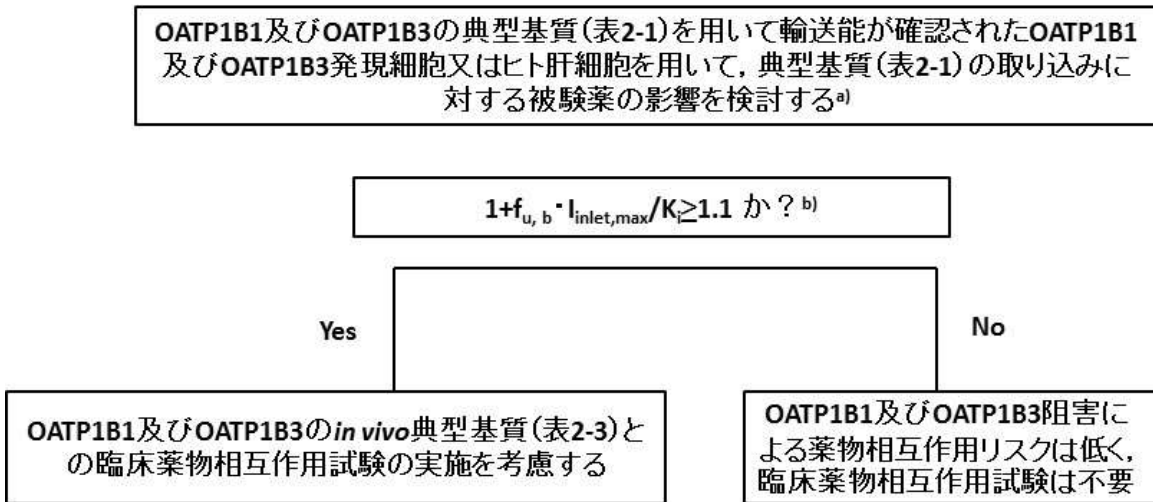 OATP1B1及びOATP1B3の典型基質(表2-1)を用いて輸送能が確認されたOATP1B1
及びOATP1B3発現細胞又はヒト肝細胞を用いて，典型基質(表2-1)の取り込みに
対する被験薬の影響を検討するa)
1+fu, b・Iinlet,max/Ki≥1.1 か？b)
Yes
No
OATP1B1及びOATP1B3のin vivo典型基質(表2-3)と
の臨床薬物相互作用試験の実施を考慮する
OATP1B1及びOATP1B3阻害に
よる薬物相互作用リスクは低く，
臨床薬物相互作用試験は不要